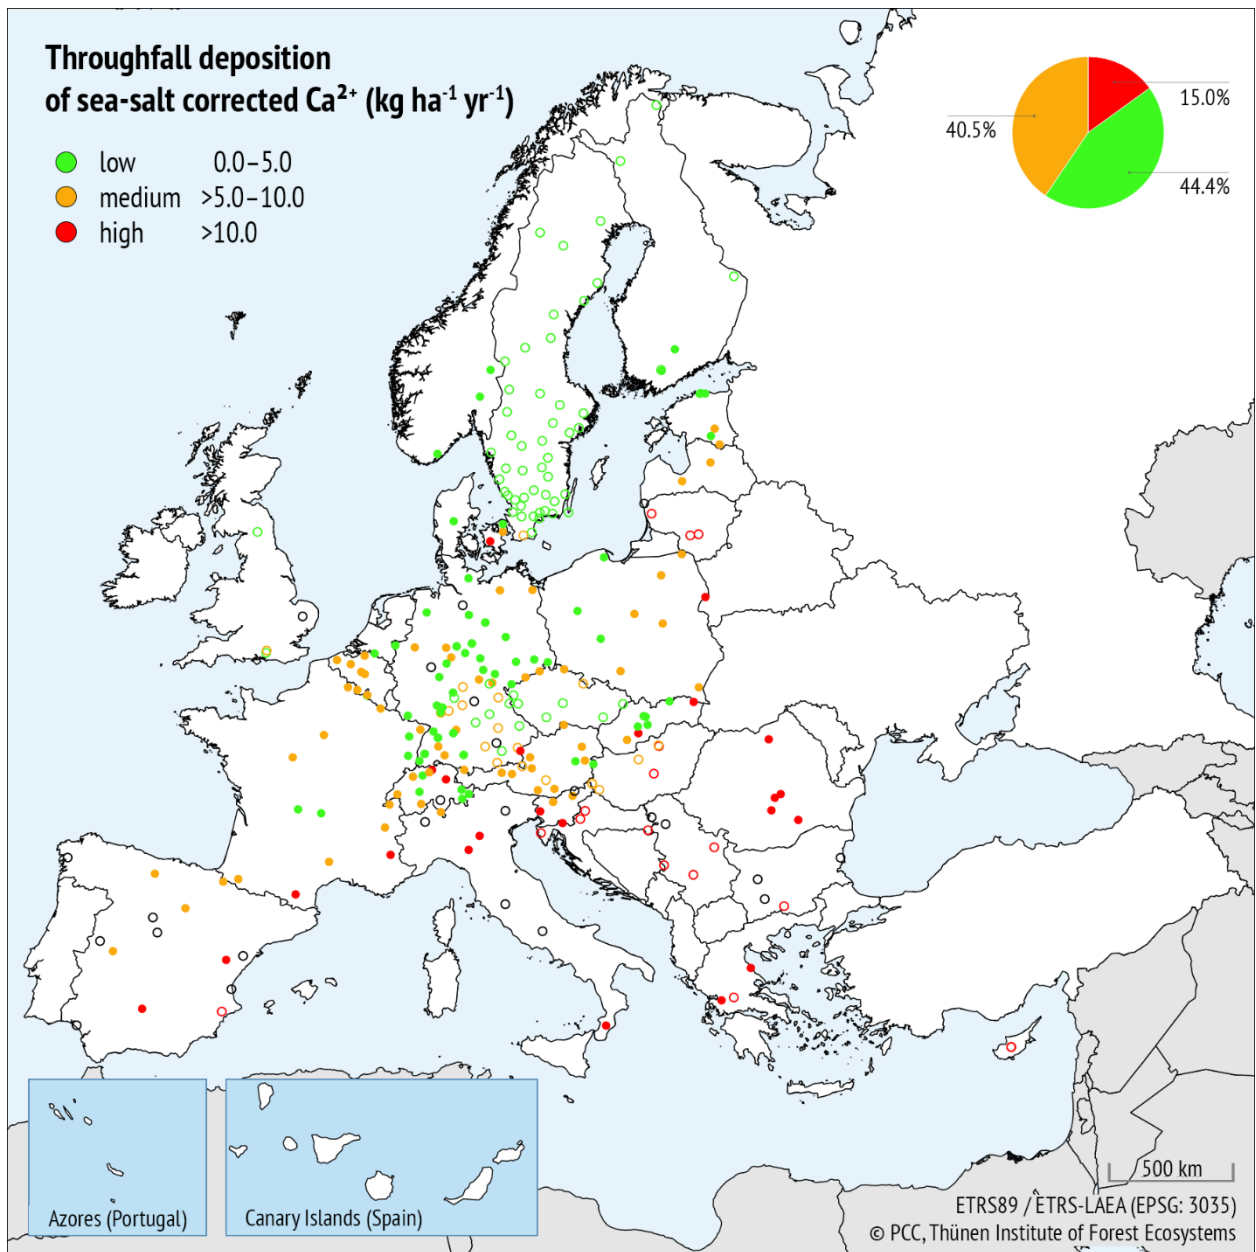 Throughfall deposition
of sea-salt corrected Ca²⁺ (kg ha⁻¹ yr⁻¹)
low 0.0–5.0
medium >5.0–10.0
high >10.0
15.0%
40.5%
44.4%
500 km
ETRS89 / ETRS-LAEA (EPSG: 3035)
© PCC, Thünen Institute of Forest Ecosystems
Azores (Portugal)
Canary Islands (Spain)